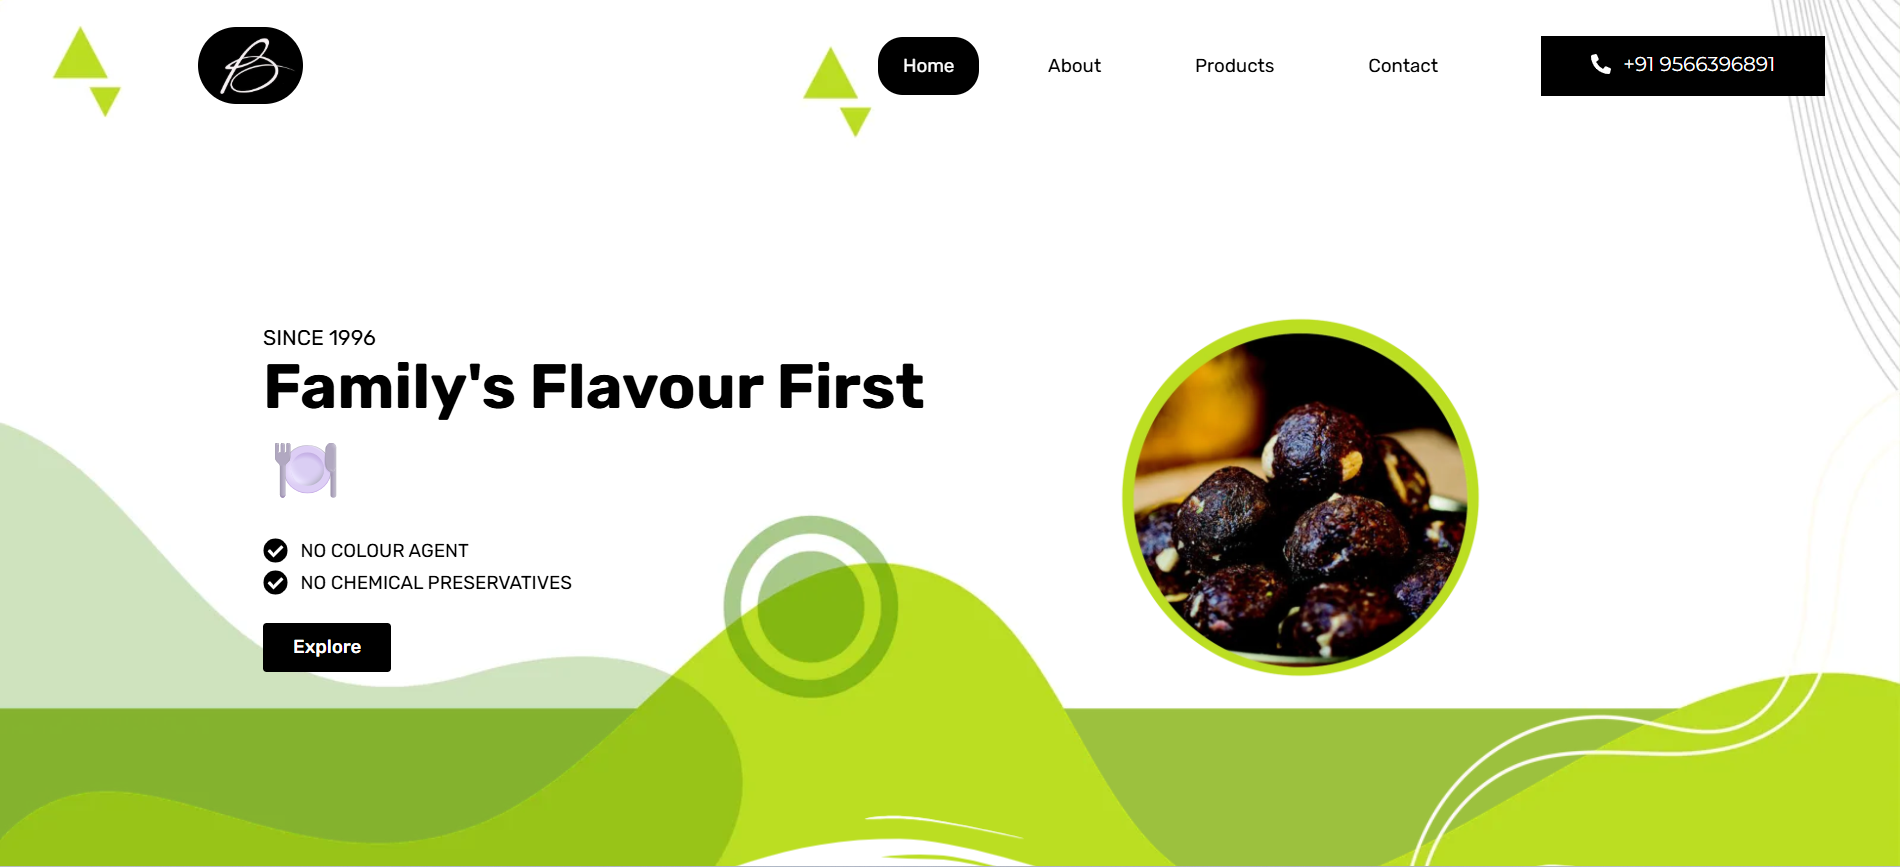 B
Home
About
Products
Contact
+91 9566396891
SINCE 1996
Family's Flavour First
NO COLOUR AGENT
NO CHEMICAL PRESERVATIVES
Explore